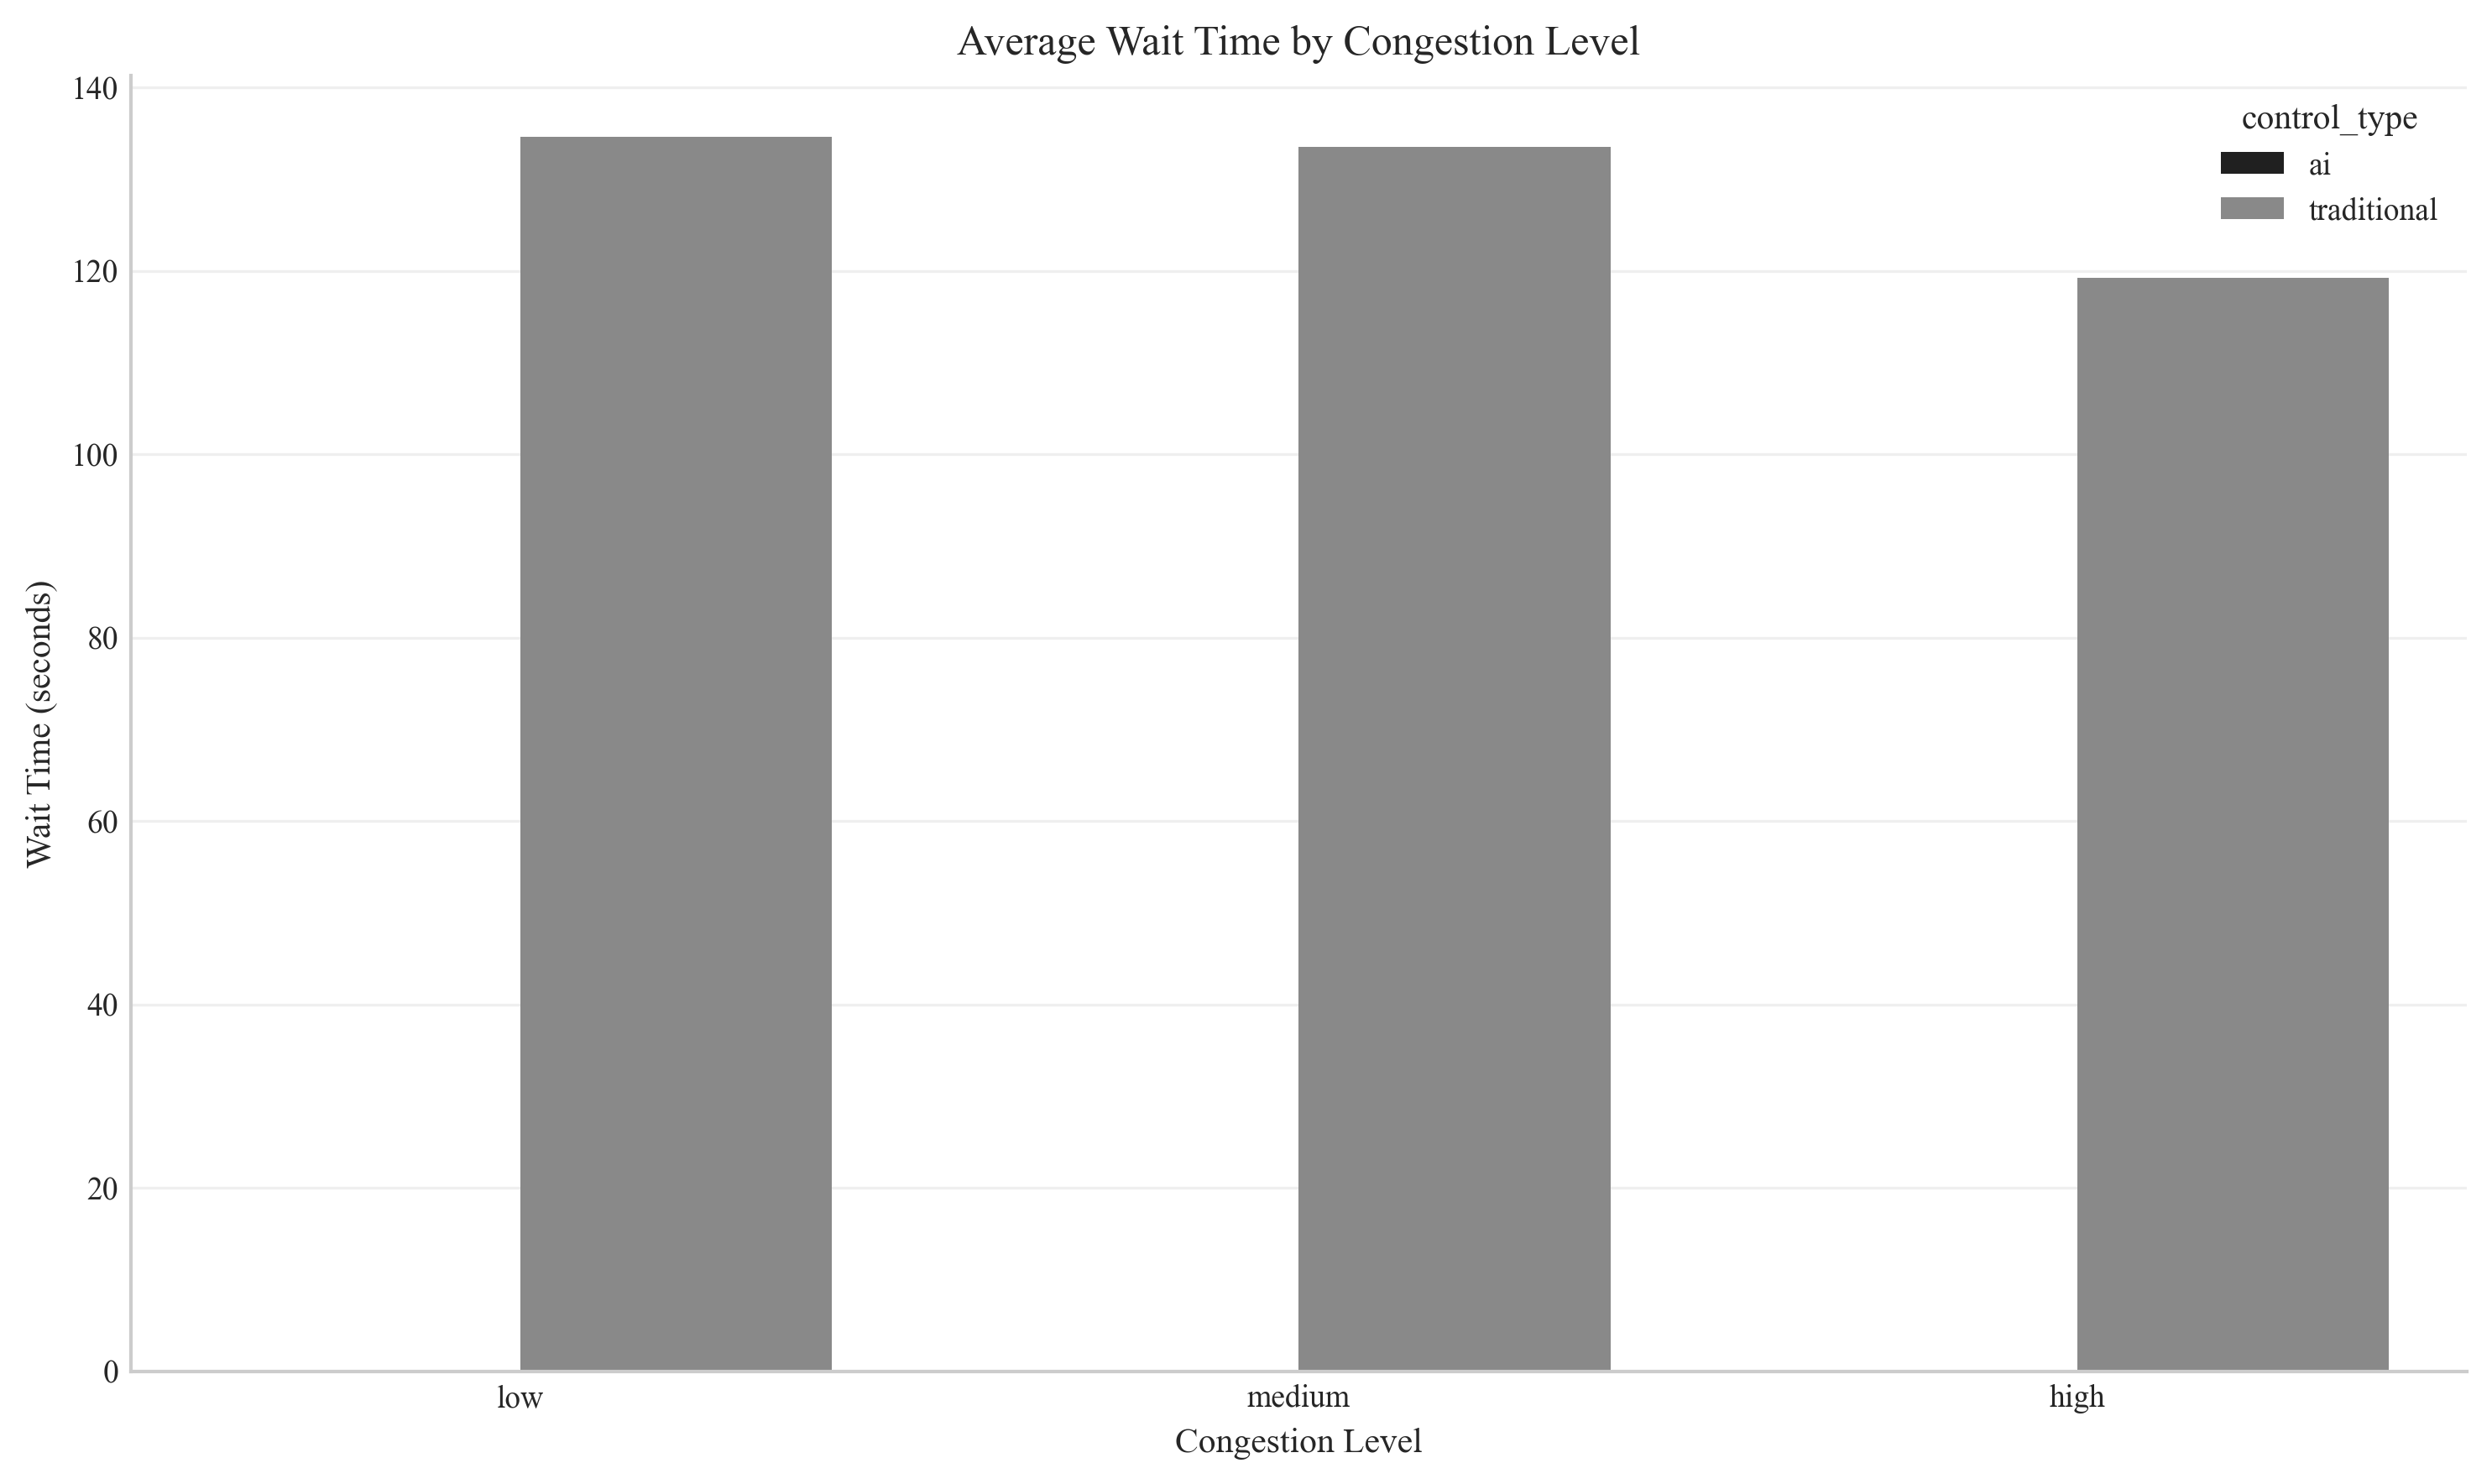 Average Wait Time by Congestion Level
control_type
ai
traditional
140
120
100
80
60
40
20
0
Wait Time (seconds)
low
medium
high
Congestion Level